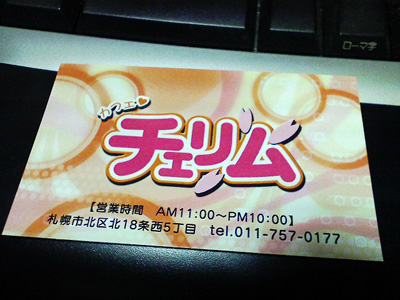 ローマ字
カフェ
チェリム
【営業時間 AM11:00〜PM10:00】
札幌市北区北18条西5丁目 tel.011-757-0177